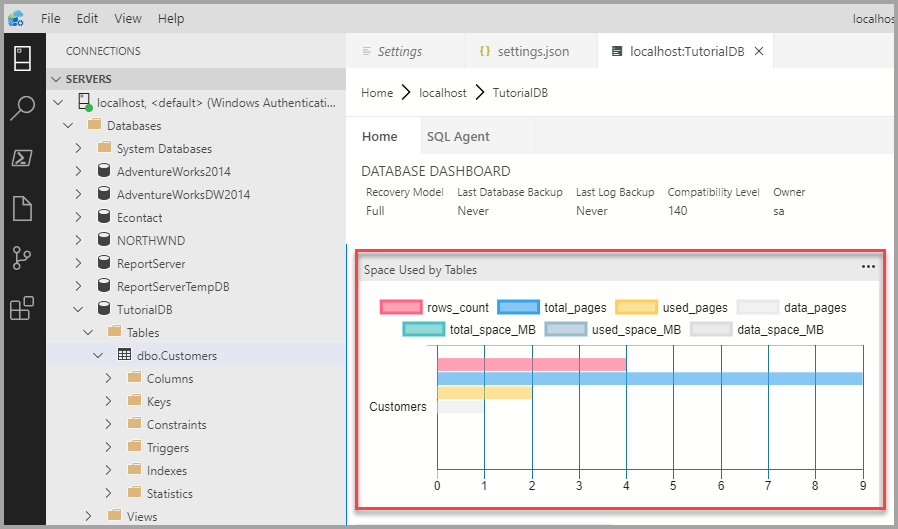 File Edit View Help
localhos
CONNECTIONS
SERVERS
localhost, <default> (Windows Authenticati...
Databases
System Databases
AdventureWorks2014
AdventureWorksDW2014
Econtact
NORTHWND
ReportServer
ReportServerTempDB
TutorialDB
Tables
dbo.Customers
Columns
Keys
Constraints
Triggers
Indexes
Statistics
Views
Settings {} settings.json localhost:TutorialDB
Home localhost TutorialDB
Home SQL Agent
DATABASE DASHBOARD
Recovery Model Last Database Backup Last Log Backup Compatibility Level Owner
Full Never Never 140 sa
Space Used by Tables
rows_count total_pages used_pages data_pages
total_space_MB used_space_MB data_space_MB
Customers
0 1 2 3 4 5 6 7 8 9